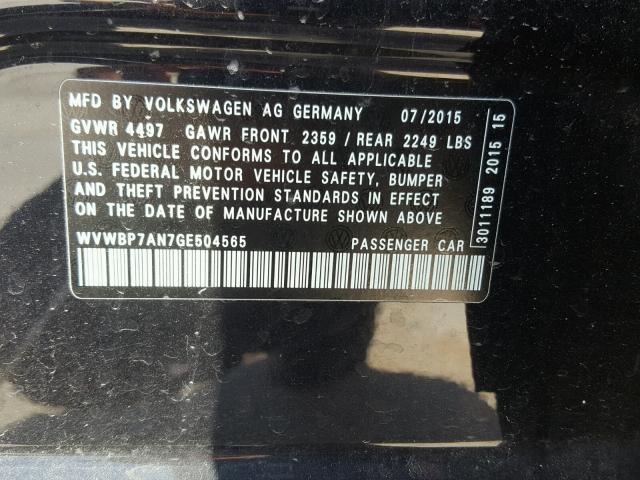 MFD BY VOLKSWAGEN AG GERMANY 07/2015
GVWR 4497 GAWR FRONT 2359 / REAR 2249 LBS
THIS VEHICLE CONFORMS TO ALL APPLICABLE
U.S. FEDERAL MOTOR VEHICLE SAFETY, BUMPER
AND THEFT PREVENTION STANDARDS IN EFFECT
ON THE DATE OF MANUFACTURE SHOWN ABOVE
WVWBP7AN7GE504565 PASSENGER CAR
3011189 2015 15